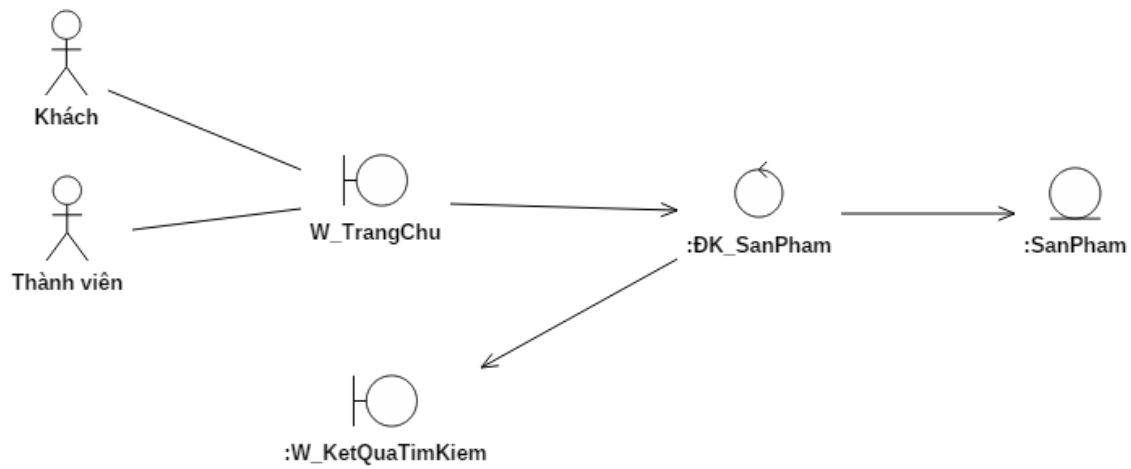 Khách
Thành viên
W_TrangChu
:ĐK_SanPham
:SanPham
:W_KetQuaTimKiem